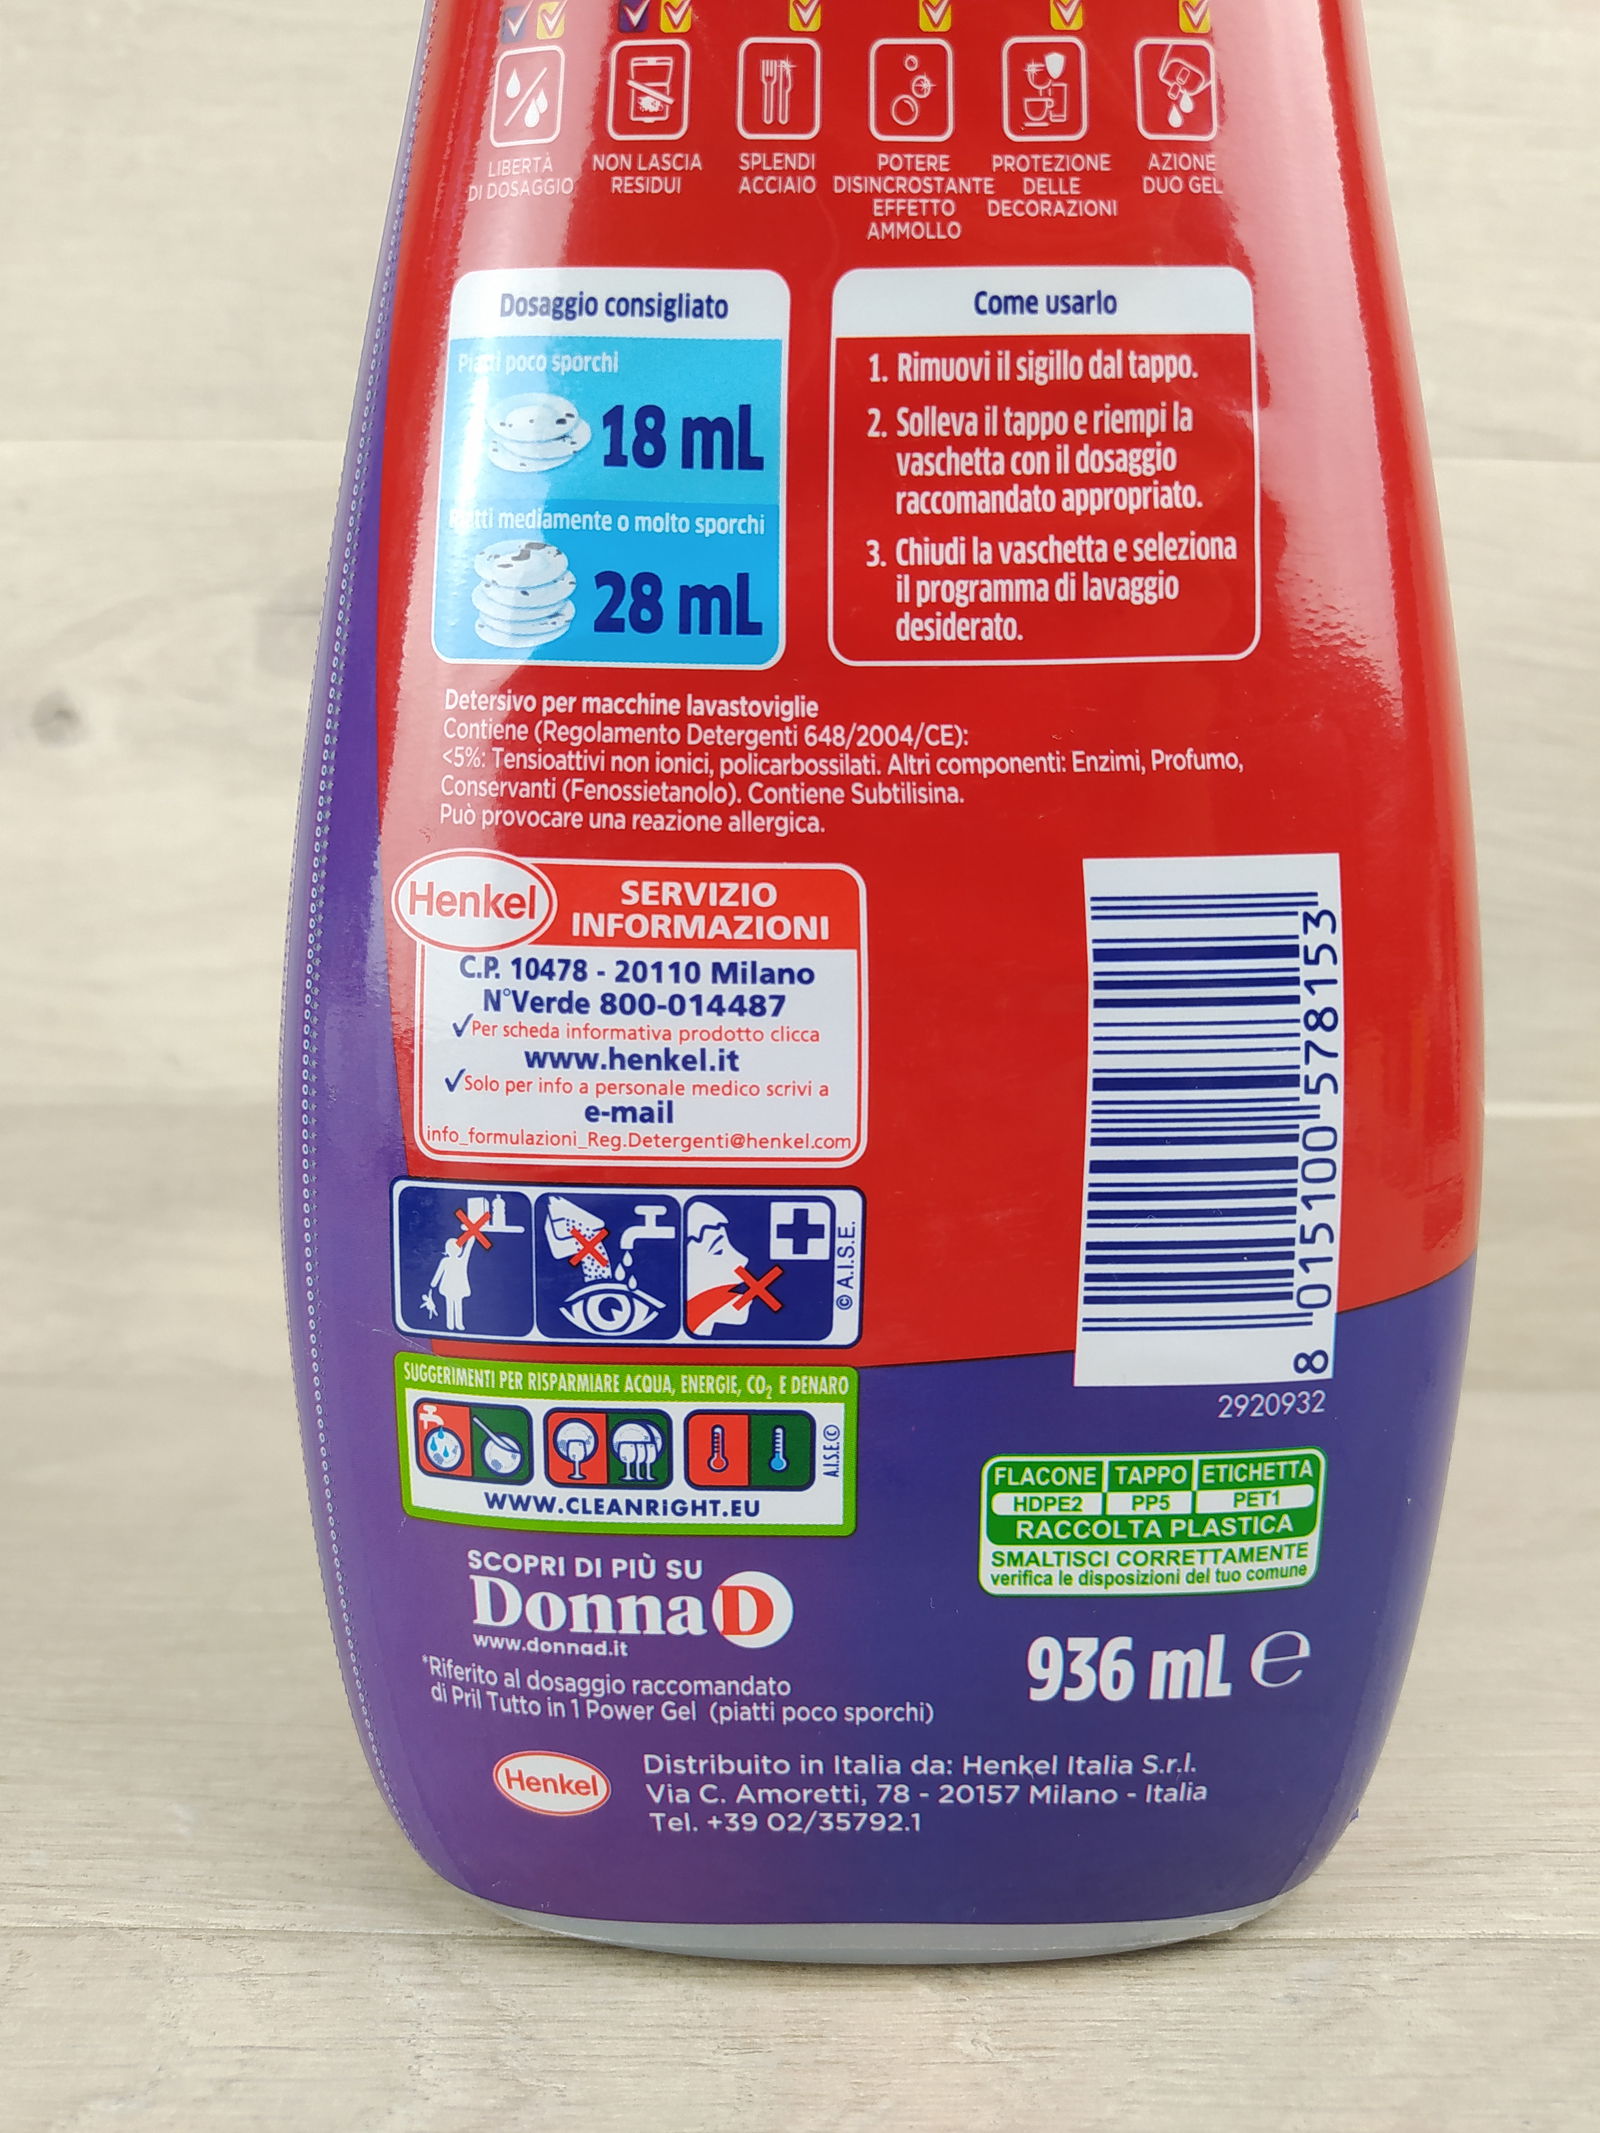 LIBERTÀ
DI DOSAGGIO
NON LASCIA
RESIDUI
SPLENDI
ACCIAIO
POTERE
DISINCROSTANTE
EFFETTO
AMMOLLO
PROTEZIONE
DELLE
DECORAZIONI
AZIONE
DUO GEL
Dosaggio consigliato
Piatti poco sporchi
18 mL
Piatti mediamente o molto sporchi
28 mL
Come usarlo
1. Rimuovi il sigillo dal tappo.
2. Solleva il tappo e riempi la
vaschetta con il dosaggio
raccomandato appropriato.
3. Chiudi la vaschetta e seleziona
il programma di lavaggio
desiderato.
Detersivo per macchine lavastoviglie
Contiene (Regolamento Detergenti 648/2004/CE):
<5%: Tensioattivi non ionici, policarbossilati. Altri componenti: Enzimi, Profumo,
Conservanti (Fenossietanolo). Contiene Subtilisina.
Può provocare una reazione allergica.
Henkel
SERVIZIO
INFORMAZIONI
C.P. 10478 - 20110 Milano
N°Verde 800-014487
✓Per scheda informativa prodotto clicca
www.henkel.it
✓Solo per info a personale medico scrivi a
e-mail
info_formulazioni_Reg.Detergenti@henkel.com
© A.I.S.E.
8 015100 578153
2920932
SUGGERIMENTI PER RISPARMIARE ACQUA, ENERGIE, CO₂ E DENARO
A.I.S.E.©
WWW.CLEANRIGHT.EU
FLACONE TAPPO ETICHETTA
HDPE2 PP5 PET1
RACCOLTA PLASTICA
SMALTISCI CORRETTAMENTE
verifica le disposizioni del tuo comune
SCOPRI DI PIÙ SU
DonnaD
www.donnad.it
*Riferito al dosaggio raccomandato
di Pril Tutto in 1 Power Gel (piatti poco sporchi)
936 mL ℮
Henkel
Distribuito in Italia da: Henkel Italia S.r.l.
Via C. Amoretti, 78 - 20157 Milano - Italia
Tel. +39 02/35792.1